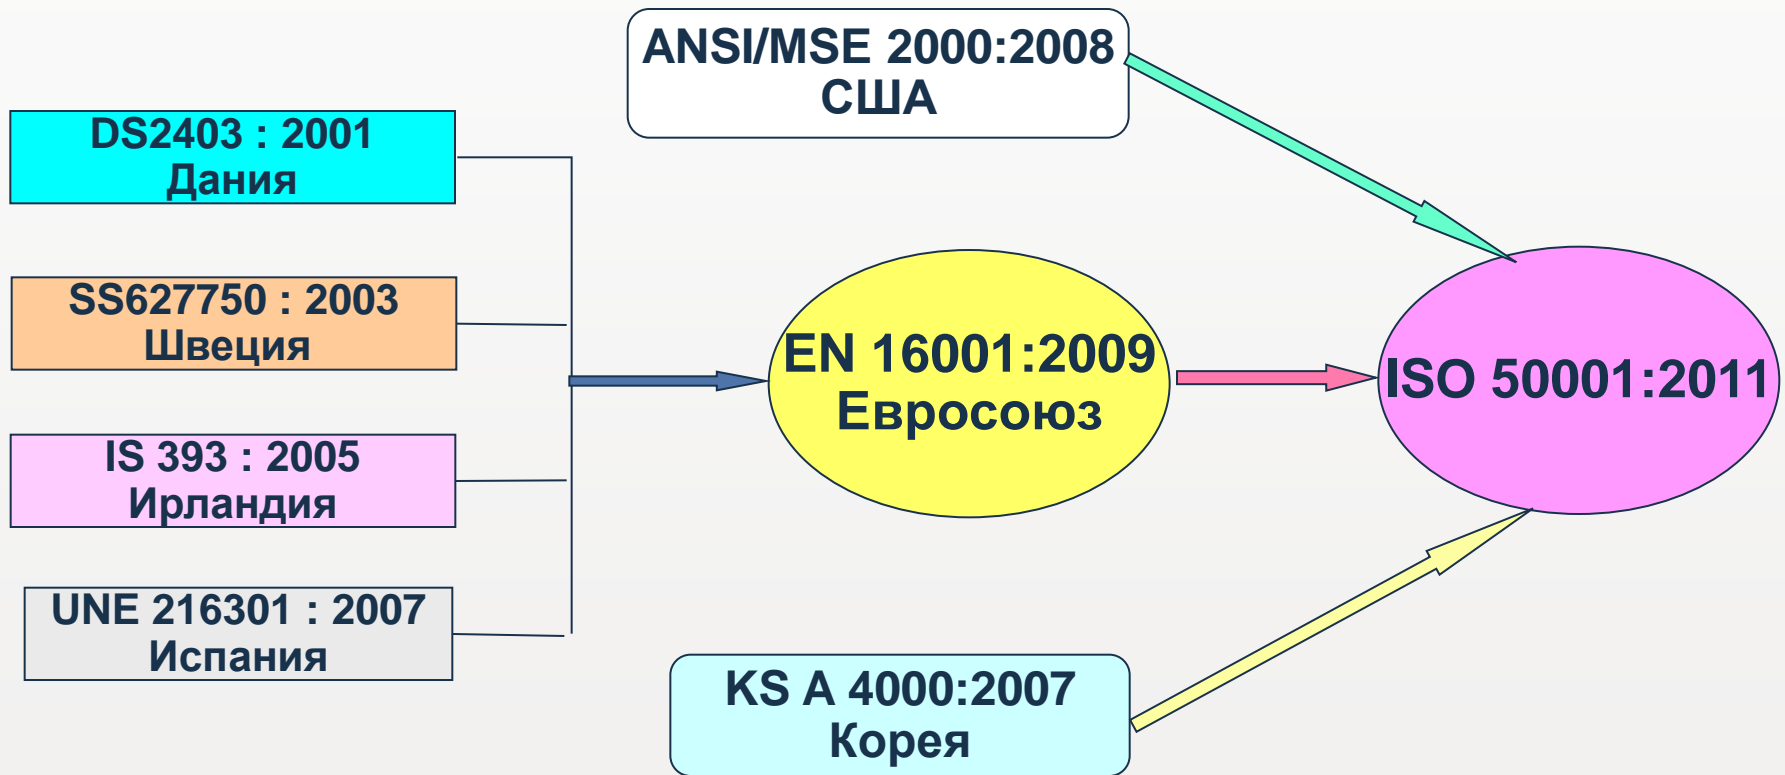 ANSI/MSE 2000:2008
США
DS2403 : 2001
Дания
SS627750 : 2003
Швеция
IS 393 : 2005
Ирландия
UNE 216301 : 2007
Испания
EN 16001:2009
Евросоюз
ISO 50001:2011
KS A 4000:2007
Корея